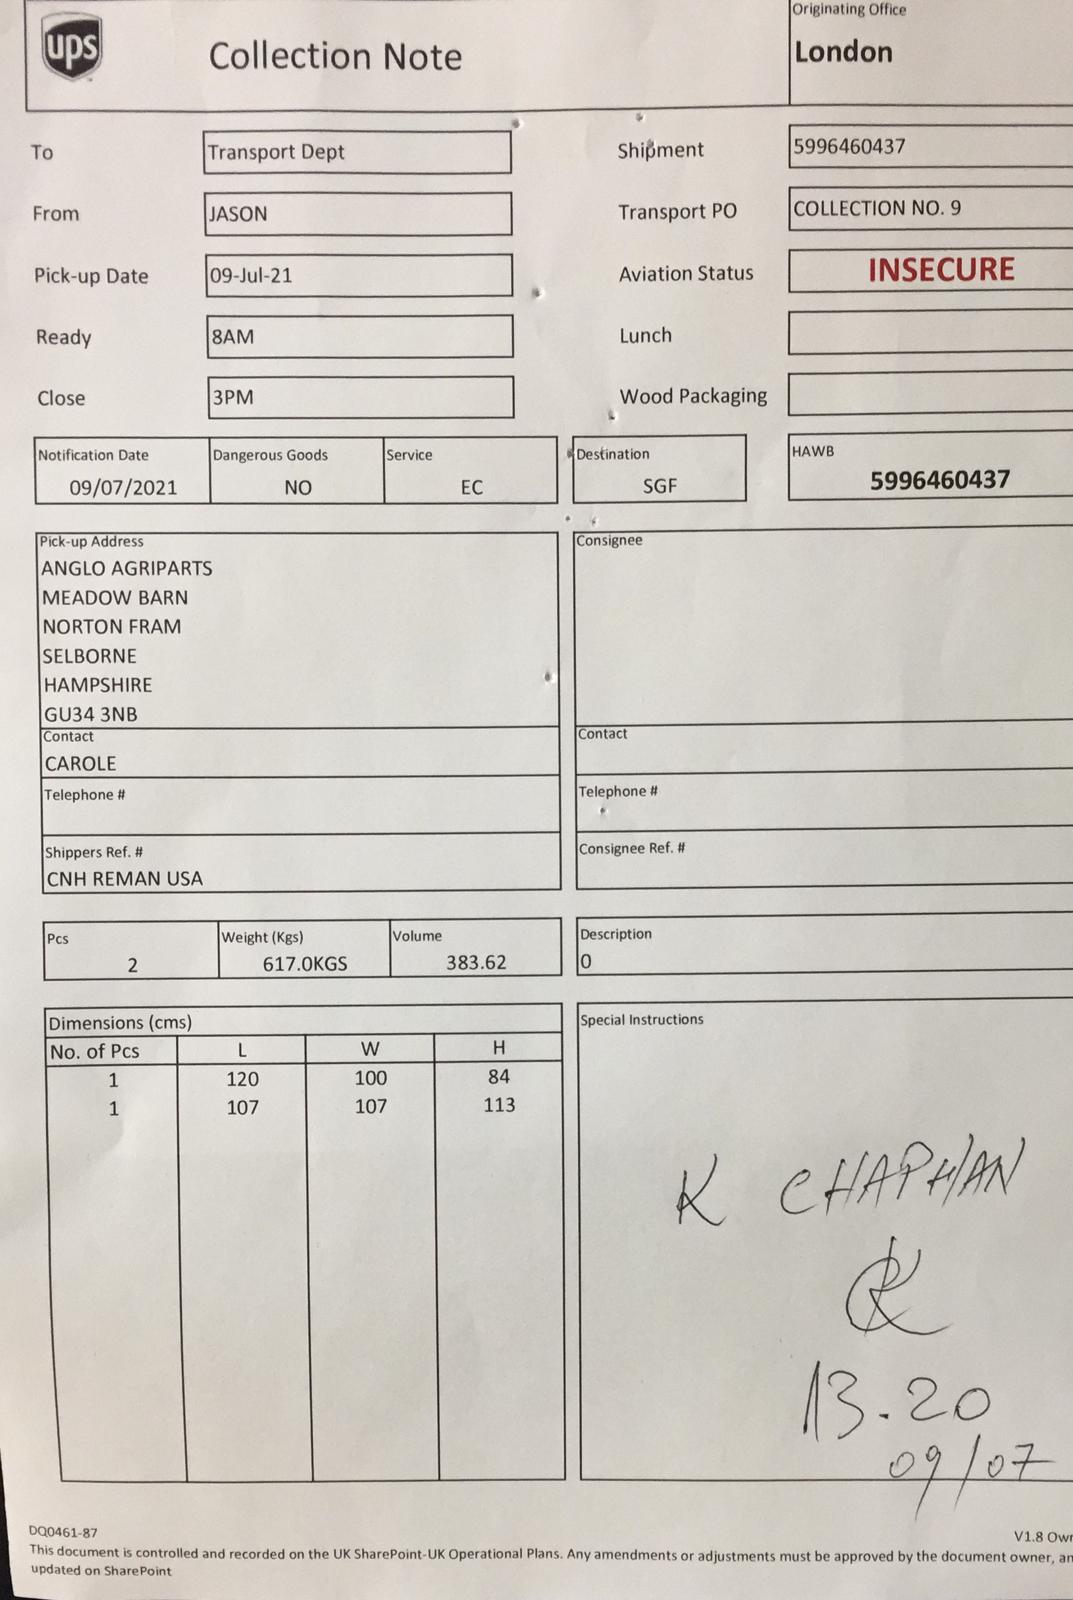 ups
Collection Note
Originating Office
London
To
Transport Dept
Shipment
5996460437
From
JASON
Transport PO
COLLECTION NO. 9
Pick-up Date
09-Jul-21
Aviation Status
INSECURE
Ready
8AM
Lunch
Close
3PM
Wood Packaging
Notification Date
09/07/2021
Dangerous Goods
NO
Service
EC
Destination
SGF
HAWB
5996460437
Pick-up Address
ANGLO AGRIPARTS
MEADOW BARN
NORTON FRAM
SELBORNE
HAMPSHIRE
GU34 3NB
Contact
CAROLE
Telephone #
Shippers Ref. #
CNH REMAN USA
Consignee
Contact
Telephone #
Consignee Ref. #
Pcs
2
Weight (Kgs)
617.0KGS
Volume
383.62
Description
0
Dimensions (cms)
No. of Pcs L W H
1 120 100 84
1 107 107 113
Special Instructions
K CHAPMAN
13.20
09/07
DQ0461-87
V1.8 Own
This document is controlled and recorded on the UK SharePoint-UK Operational Plans. Any amendments or adjustments must be approved by the document owner, an
updated on SharePoint